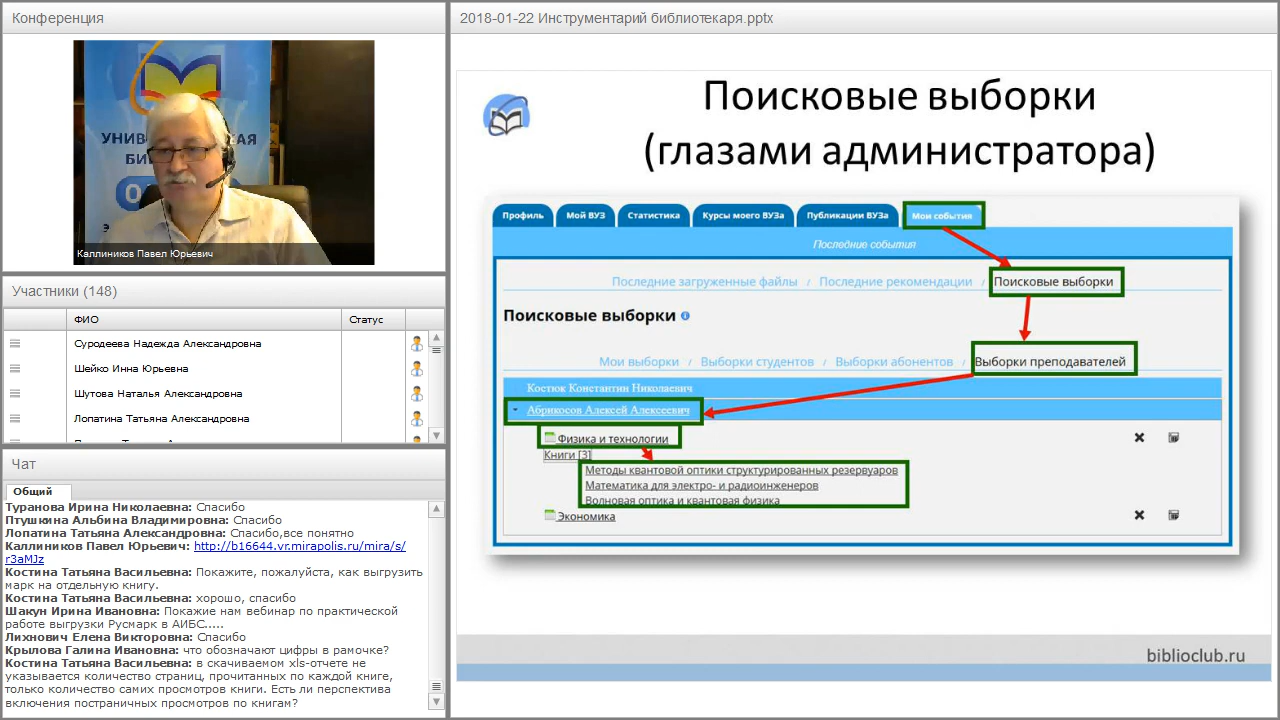 Конференция
УНИВЕРСИТЕТСКАЯ
Каллиников Павел Юрьевич
Участники (148)
ФИО
Статус
Суродеева Надежда Александровна
Шейко Инна Юрьевна
Шутова Наталья Александровна
Лопатина Татьяна Александровна
Чат
Общий
Туранова Ирина Николаевна: Спасибо
Птушкина Альбина Владимировна: Спасибо
Лопатина Татьяна Александровна: Спасибо,все понятно
Каллиников Павел Юрьевич: http://b16644.vr.mirapolis.ru/mira/s/
r3aMJz
Костина Татьяна Васильевна: Покажите, пожалуйста, как выгрузить
марк на отдельную книгу.
Костина Татьяна Васильевна: хорошо, спасибо
Шакун Ирина Ивановна: Покажие нам вебинар по практической
работе выгрузки Русмарк в АИБС.....
Лихнович Елена Викторовна: Спасибо
Крылова Галина Ивановна: что обозначают цифры в рамочке?
Костина Татьяна Васильевна: в скачиваемом xls-отчете не
указывается количество страниц, прочитанных по каждой книге,
только количество самих просмотров книги. Есть ли перспектива
включения постраничных просмотров по книгам?
2018-01-22 Инструментарий библиотекаря.pptx
Поисковые выборки
(глазами администратора)
Профиль Мой ВУЗ Статистика Курсы моего ВУЗа Публикации ВУЗа Мои события
Последние события
Последние загруженные файлы / Последние рекомендации / Поисковые выборки
Поисковые выборки
Мои выборки / Выборки студентов / Выборки абонентов / Выборки преподавателей
Костюк Константин Николаевич
Абрикосов Алексей Алексеевич
Физика и технологии
Книги [3]
Методы квантовой оптики структурированных резервуаров
Математика для электро- и радиоинженеров
Волновая оптика и квантовая физика
Экономика
biblioclub.ru